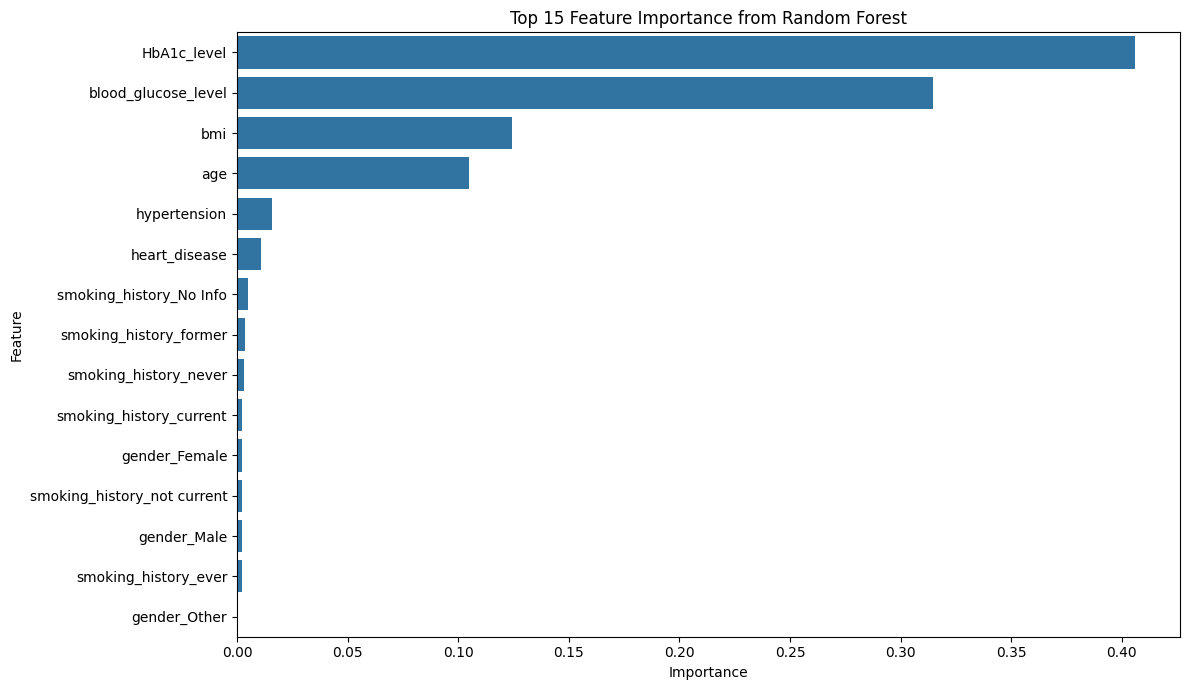 Top 15 Feature Importance from Random Forest
HbA1c_level
blood_glucose_level
bmi
age
hypertension
heart_disease
smoking_history_No Info
smoking_history_former
smoking_history_never
smoking_history_current
gender_Female
smoking_history_not current
gender_Male
smoking_history_ever
gender_Other
Feature
0.00 0.05 0.10 0.15 0.20 0.25 0.30 0.35 0.40
Importance